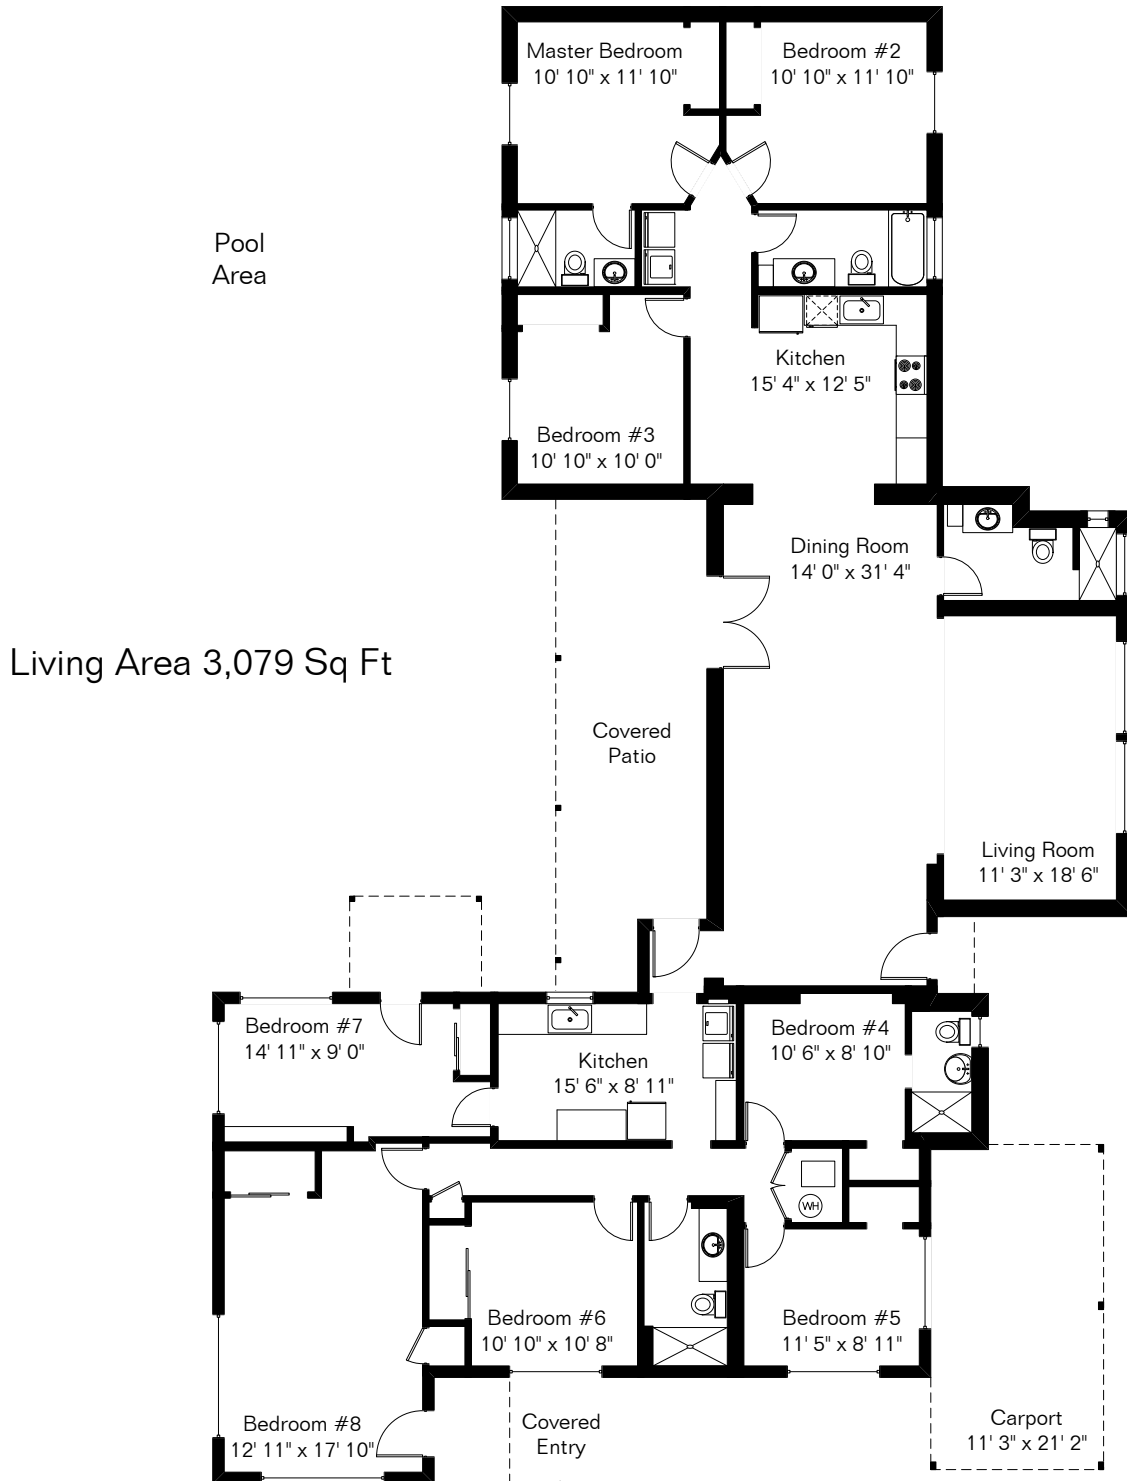 Master Bedroom
10' 10" x 11' 10"
Bedroom #2
10' 10" x 11' 10"
Pool
Area
Kitchen
15' 4" x 12' 5"
Bedroom #3
10' 10" x 10' 0"
Dining Room
14' 0" x 31' 4"
Living Area 3,079 Sq Ft
Covered
Patio
Living Room
11' 3" x 18' 6"
Bedroom #7
14' 11" x 9' 0"
Kitchen
15' 6" x 8' 11"
Bedroom #4
10' 6" x 8' 10"
WH
Bedroom #6
10' 10" x 10' 8"
Bedroom #5
11' 5" x 8' 11"
Bedroom #8
12' 11" x 17' 10"
Covered
Entry
Carport
11' 3" x 21' 2"